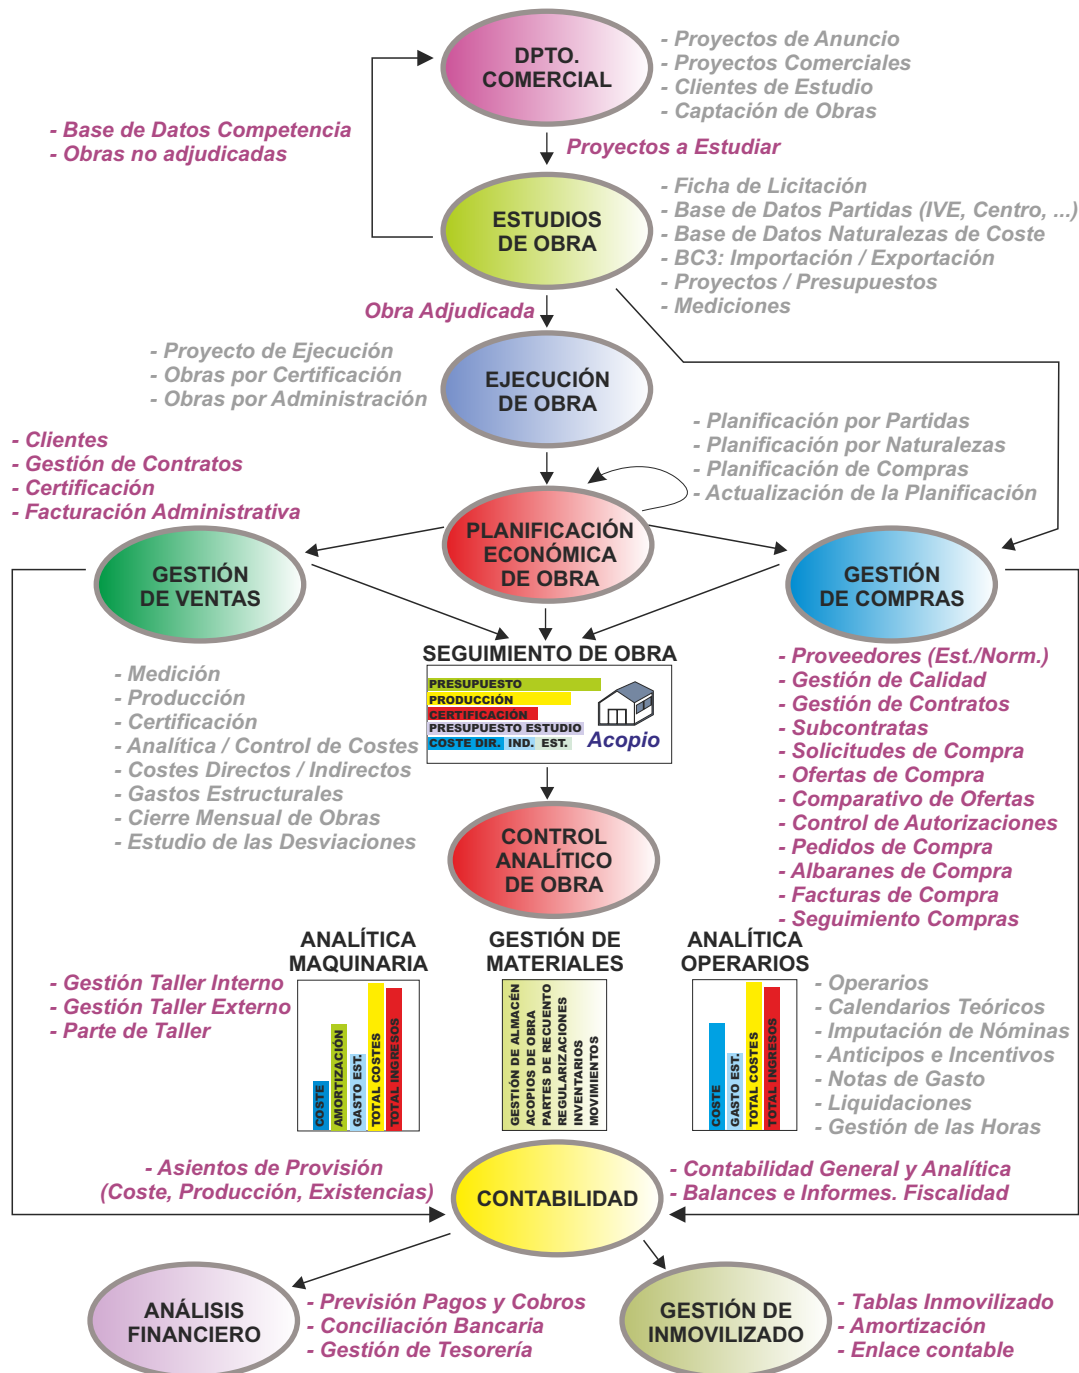 DPTO.
COMERCIAL
- Proyectos de Anuncio
- Proyectos Comerciales
- Clientes de Estudio
- Captación de Obras
- Base de Datos Competencia
- Obras no adjudicadas
Proyectos a Estudiar
ESTUDIOS
DE OBRA
- Ficha de Licitación
- Base de Datos Partidas (IVE, Centro, ...)
- Base de Datos Naturalezas de Coste
- BC3: Importación / Exportación
- Proyectos / Presupuestos
- Mediciones
Obra Adjudicada
- Proyecto de Ejecución
- Obras por Certificación
- Obras por Administración
EJECUCIÓN
DE OBRA
- Planificación por Partidas
- Planificación por Naturalezas
- Planificación de Compras
- Actualización de la Planificación
- Clientes
- Gestión de Contratos
- Certificación
- Facturación Administrativa
PLANIFICACIÓN
ECONÓMICA
DE OBRA
GESTIÓN
DE VENTAS
GESTIÓN
DE COMPRAS
SEGUIMIENTO DE OBRA
PRESUPUESTO
PRODUCCIÓN
CERTIFICACIÓN
PRESUPUESTO ESTUDIO
COSTE DIR. IND. EST.
Acopio
- Medición
- Producción
- Certificación
- Analítica / Control de Costes
- Costes Directos / Indirectos
- Gastos Estructurales
- Cierre Mensual de Obras
- Estudio de las Desviaciones
- Proveedores (Est./Norm.)
- Gestión de Calidad
- Gestión de Contratos
- Subcontratas
- Solicitudes de Compra
- Ofertas de Compra
- Comparativo de Ofertas
- Control de Autorizaciones
- Pedidos de Compra
- Albaranes de Compra
- Facturas de Compra
- Seguimiento Compras
CONTROL
ANALÍTICO
DE OBRA
ANALÍTICA
MAQUINARIA
GESTIÓN DE
MATERIALES
ANALÍTICA
OPERARIOS
- Gestión Taller Interno
- Gestión Taller Externo
- Parte de Taller
COSTE
AMORTIZACIÓN
GASTO EST.
TOTAL COSTES
TOTAL INGRESOS
GESTIÓN DE ALMACÉN
ACOPIOS DE OBRA
PARTES DE RECUENTO
REGULARIZACIONES
INVENTARIOS
MOVIMIENTOS
COSTE
GASTO EST.
TOTAL COSTES
TOTAL INGRESOS
- Operarios
- Calendarios Teóricos
- Imputación de Nóminas
- Anticipos e Incentivos
- Notas de Gasto
- Liquidaciones
- Gestión de las Horas
- Asientos de Provisión
(Coste, Producción, Existencias)
CONTABILIDAD
- Contabilidad General y Analítica
- Balances e Informes. Fiscalidad
ANÁLISIS
FINANCIERO
- Previsión Pagos y Cobros
- Conciliación Bancaria
- Gestión de Tesorería
GESTIÓN DE
INMOVILIZADO
- Tablas Inmovilizado
- Amortización
- Enlace contable